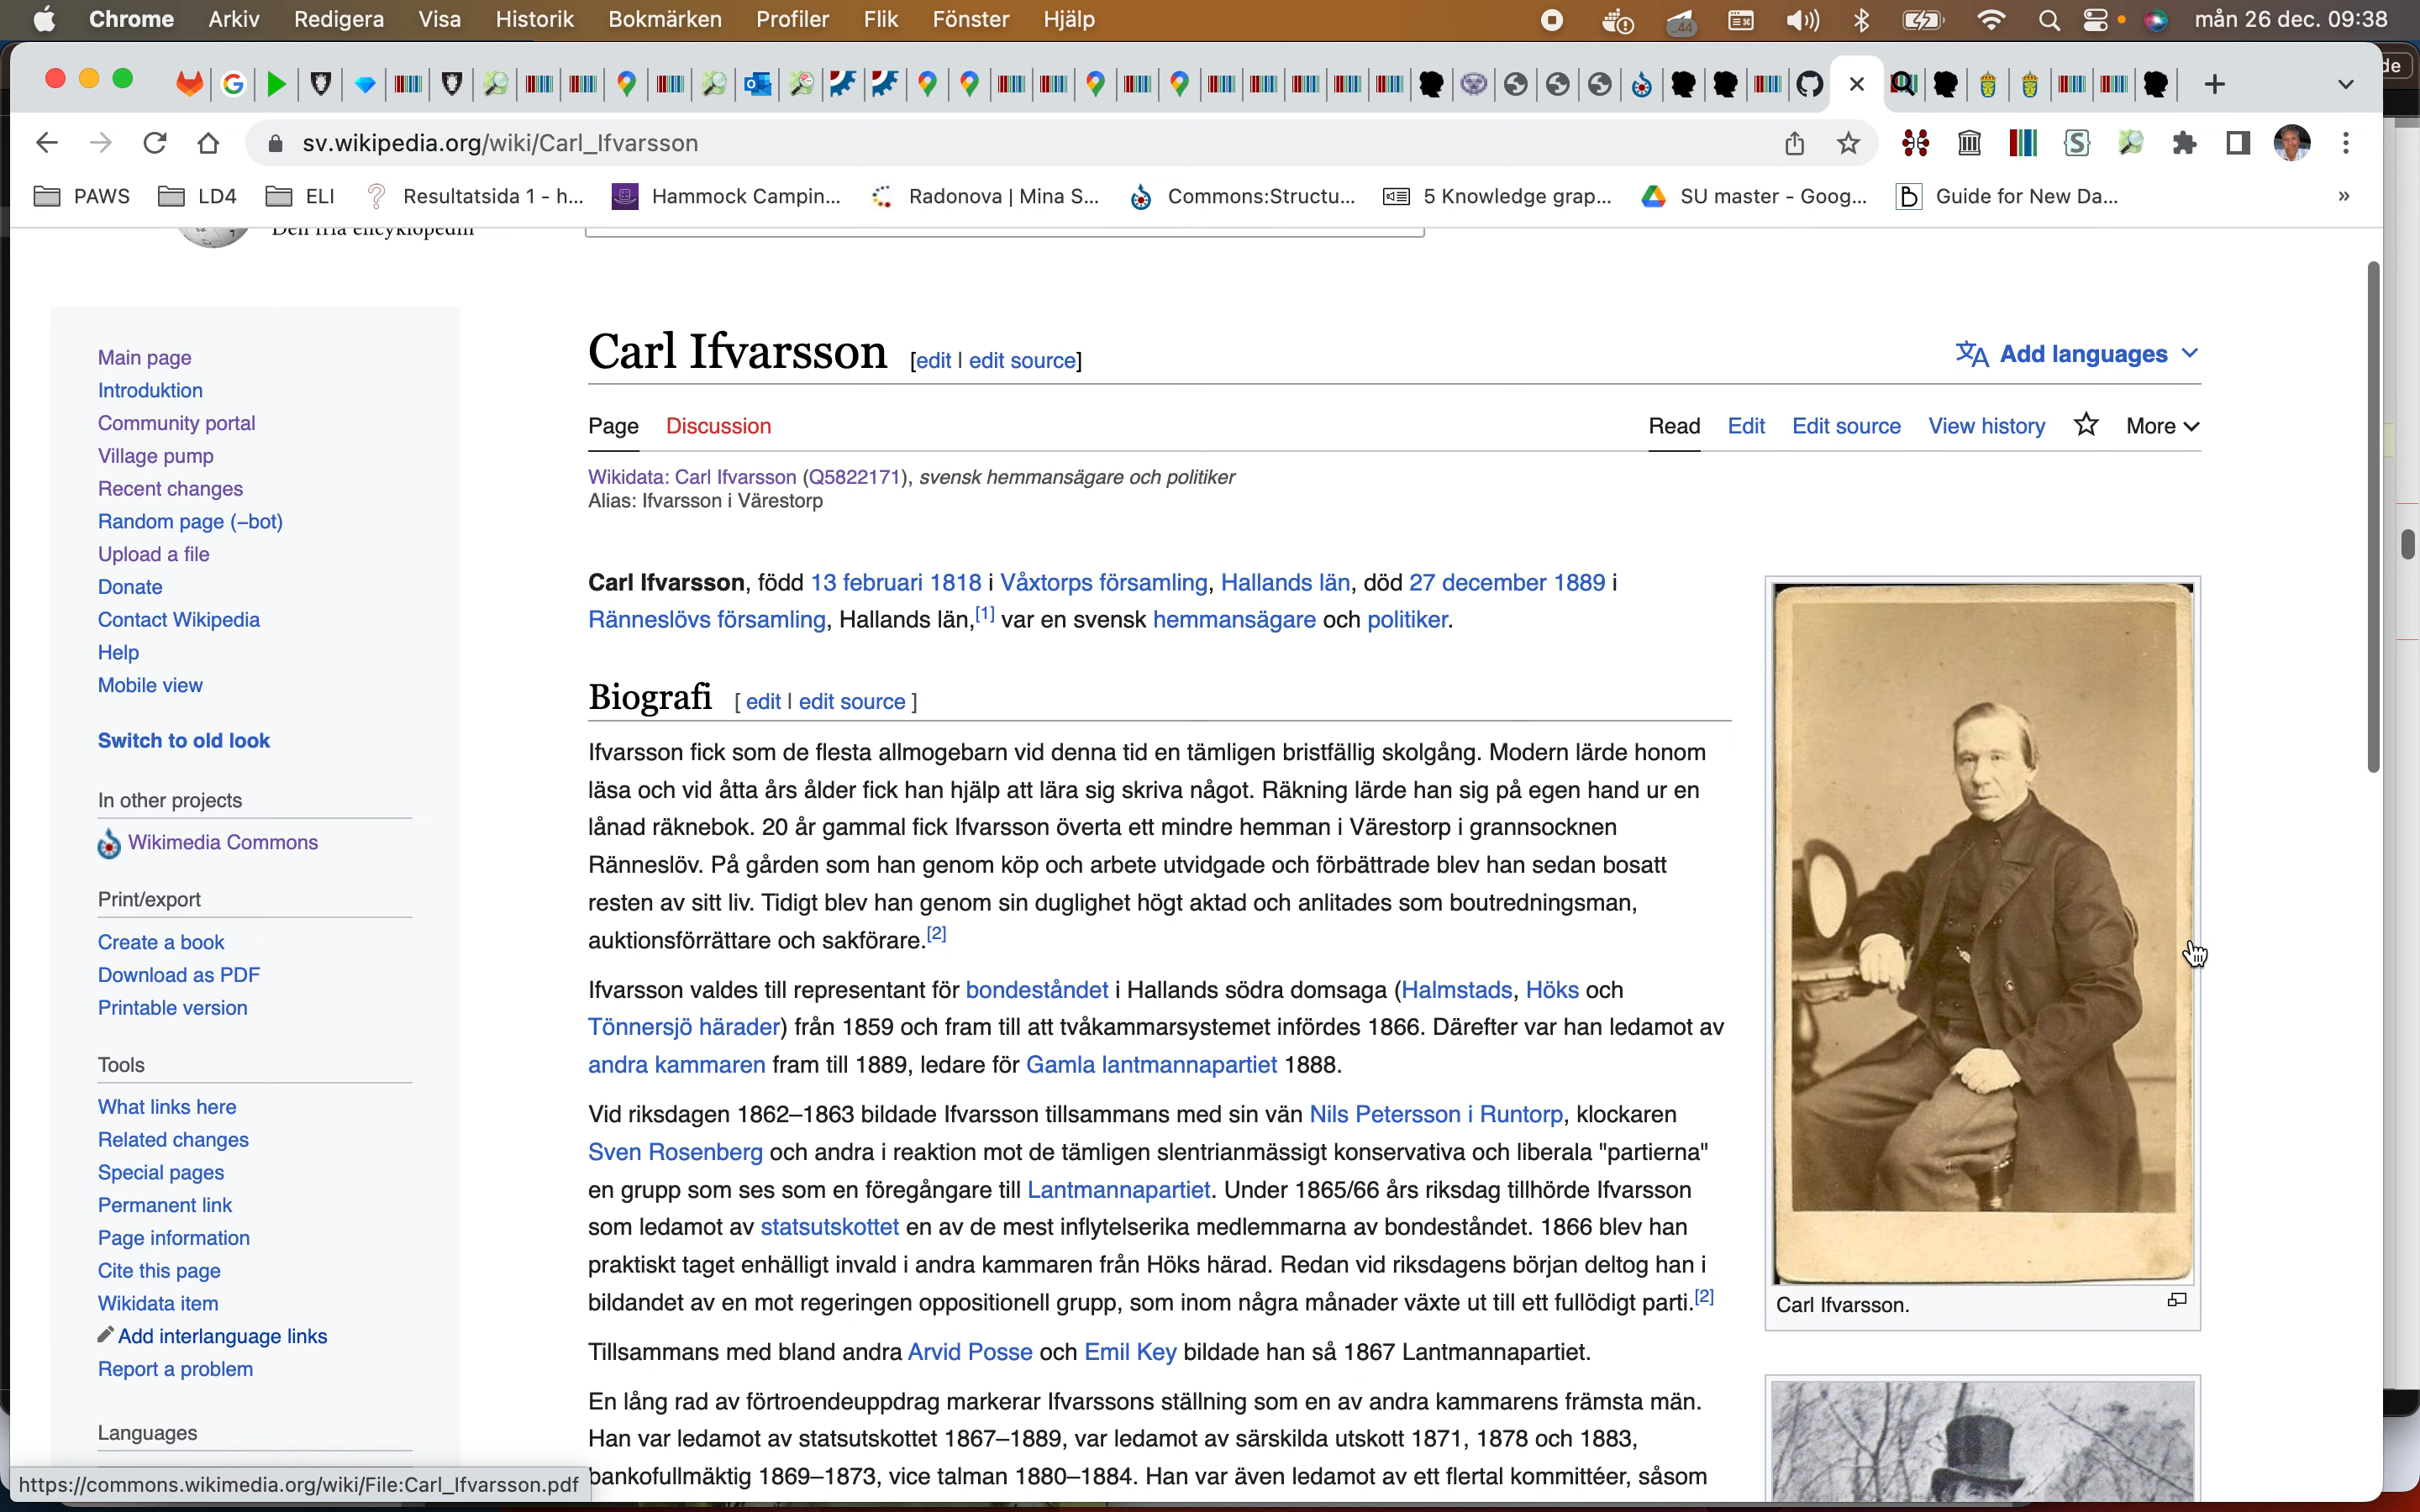 Chrome Arkiv Redigera Visa Historik Bokmärken Profiler Flik Fönster Hjälp 44 mån 26 dec. 09:38
de
sv.wikipedia.org/wiki/Carl_Ifvarsson
PAWS LD4 ELI Resultatsida 1 - h... Hammock Campin... Radonova | Mina S... Commons:Structu... 5 Knowledge grap... SU master - Goog... Guide for New Da... »
Den fria encyklopedin
Main page
Introduktion
Community portal
Village pump
Recent changes
Random page (–bot)
Upload a file
Donate
Contact Wikipedia
Help
Mobile view
Switch to old look
In other projects
Wikimedia Commons
Print/export
Create a book
Download as PDF
Printable version
Tools
What links here
Related changes
Special pages
Permanent link
Page information
Cite this page
Wikidata item
Add interlanguage links
Report a problem
Languages
Carl Ifvarsson [edit | edit source]
Add languages
Page Discussion Read Edit Edit source View history More
Wikidata: Carl Ifvarsson (Q5822171), svensk hemmansägare och politiker
Alias: Ifvarsson i Värestorp
Carl Ifvarsson, född 13 februari 1818 i Våxtorps församling, Hallands län, död 27 december 1889 i
Ränneslövs församling, Hallands län,[1] var en svensk hemmansägare och politiker.
Biografi [ edit | edit source ]
Ifvarsson fick som de flesta allmogebarn vid denna tid en tämligen bristfällig skolgång. Modern lärde honom
läsa och vid åtta års ålder fick han hjälp att lära sig skriva något. Räkning lärde han sig på egen hand ur en
lånad räknebok. 20 år gammal fick Ifvarsson överta ett mindre hemman i Värestorp i grannsocknen
Ränneslöv. På gården som han genom köp och arbete utvidgade och förbättrade blev han sedan bosatt
resten av sitt liv. Tidigt blev han genom sin duglighet högt aktad och anlitades som boutredningsman,
auktionsförrättare och sakförare.[2]
Ifvarsson valdes till representant för bondeståndet i Hallands södra domsaga (Halmstads, Höks och
Tönnersjö härader) från 1859 och fram till att tvåkammarsystemet infördes 1866. Därefter var han ledamot av
andra kammaren fram till 1889, ledare för Gamla lantmannapartiet 1888.
Vid riksdagen 1862–1863 bildade Ifvarsson tillsammans med sin vän Nils Petersson i Runtorp, klockaren
Sven Rosenberg och andra i reaktion mot de tämligen slentrianmässigt konservativa och liberala "partierna"
en grupp som ses som en föregångare till Lantmannapartiet. Under 1865/66 års riksdag tillhörde Ifvarsson
som ledamot av statsutskottet en av de mest inflytelserika medlemmarna av bondeståndet. 1866 blev han
praktiskt taget enhälligt invald i andra kammaren från Höks härad. Redan vid riksdagens början deltog han i
bildandet av en mot regeringen oppositionell grupp, som inom några månader växte ut till ett fullödigt parti.[2]
Tillsammans med bland andra Arvid Posse och Emil Key bildade han så 1867 Lantmannapartiet.
En lång rad av förtroendeuppdrag markerar Ifvarssons ställning som en av andra kammarens främsta män.
Han var ledamot av statsutskottet 1867–1889, var ledamot av särskilda utskott 1871, 1878 och 1883,
bankofullmäktig 1869–1873, vice talman 1880–1884. Han var även ledamot av ett flertal kommittéer, såsom
Carl Ifvarsson.
https://commons.wikimedia.org/wiki/File:Carl_Ifvarsson.pdf